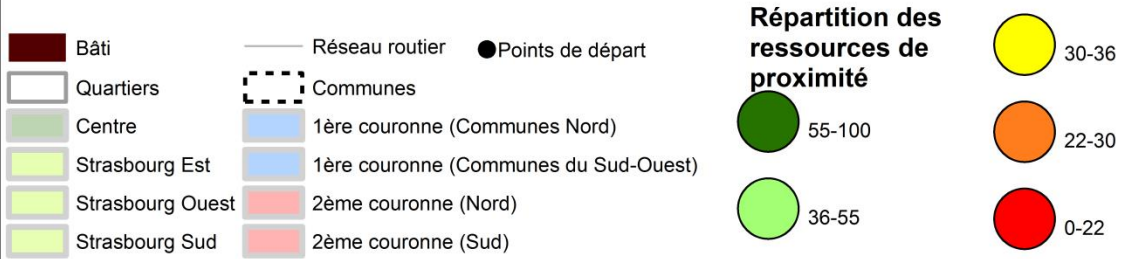 Bâti
Quartiers
Centre
Strasbourg Est
Strasbourg Ouest
Strasbourg Sud
Réseau routier
Points de départ
Communes
1ère couronne (Communes Nord)
1ère couronne (Communes du Sud-Ouest)
2ème couronne (Nord)
2ème couronne (Sud)
Répartition des
ressources de
proximité
55-100
36-55
30-36
22-30
0-22